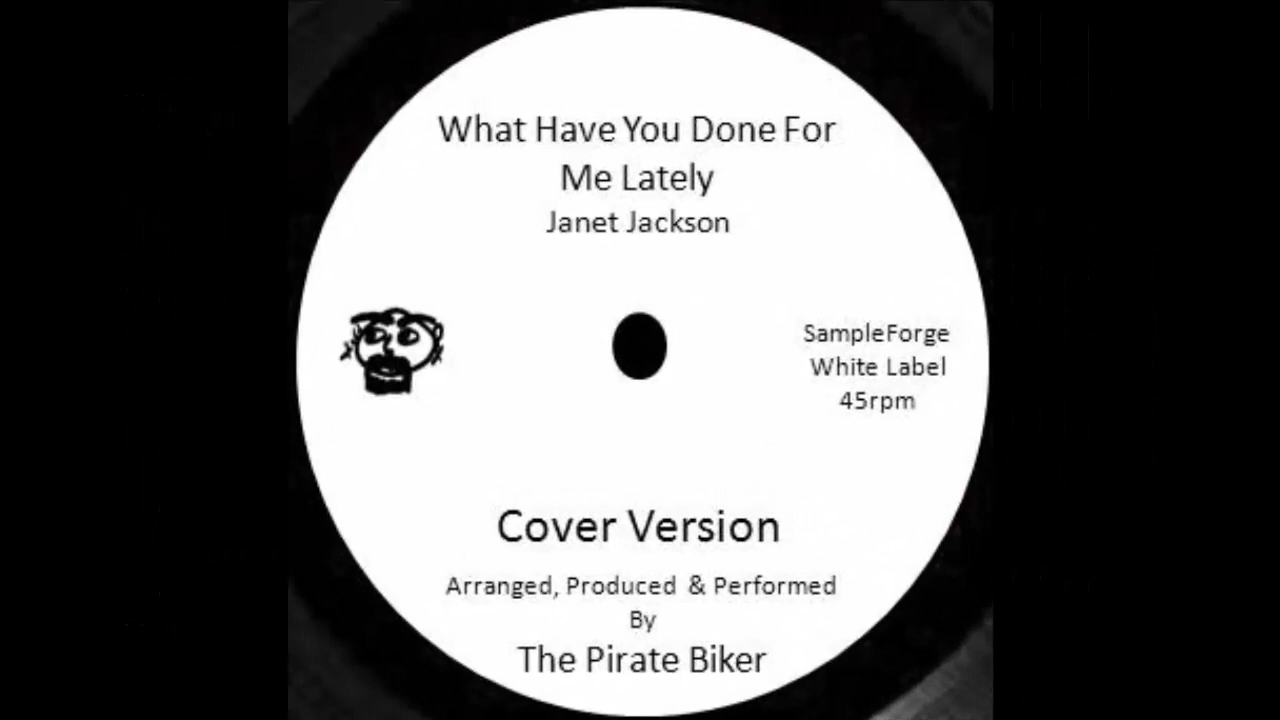 What Have You Done For
Me Lately
Janet Jackson
SampleForge
White Label
45rpm
Cover Version
Arranged, Produced & Performed
By
The Pirate Biker